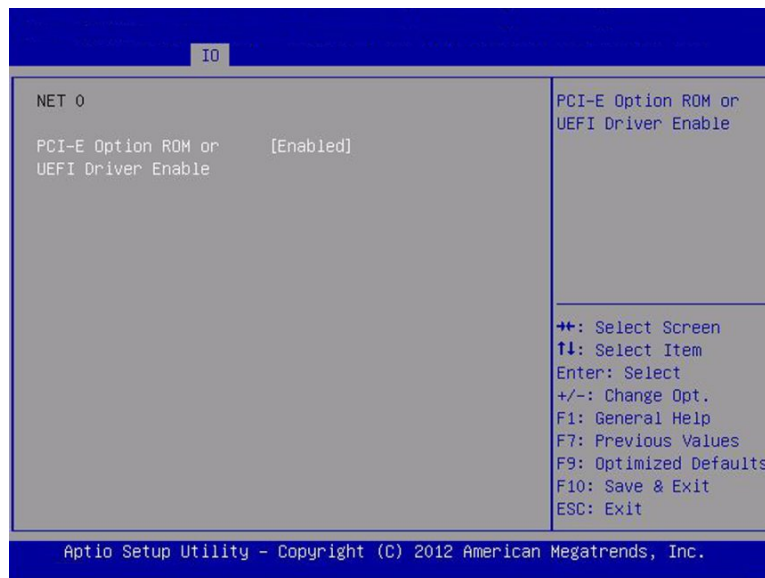 IO
NET 0
PCI-E Option ROM or [Enabled]
UEFI Driver Enable
PCI-E Option ROM or
UEFI Driver Enable
→←: Select Screen
↑↓: Select Item
Enter: Select
+/-: Change Opt.
F1: General Help
F7: Previous Values
F9: Optimized Defaults
F10: Save & Exit
ESC: Exit
Aptio Setup Utility - Copyright (C) 2012 American Megatrends, Inc.